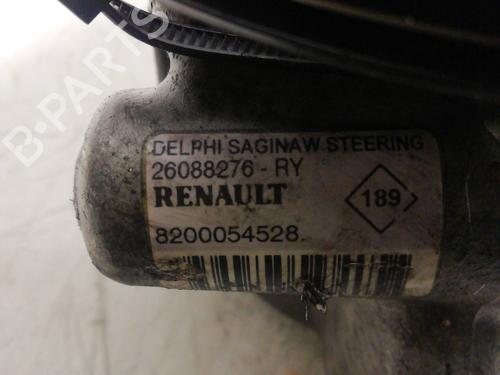 B-PARTS
DELPHI SAGINAW STEERING
26088276 - RY
RENAULT
189
8200054528